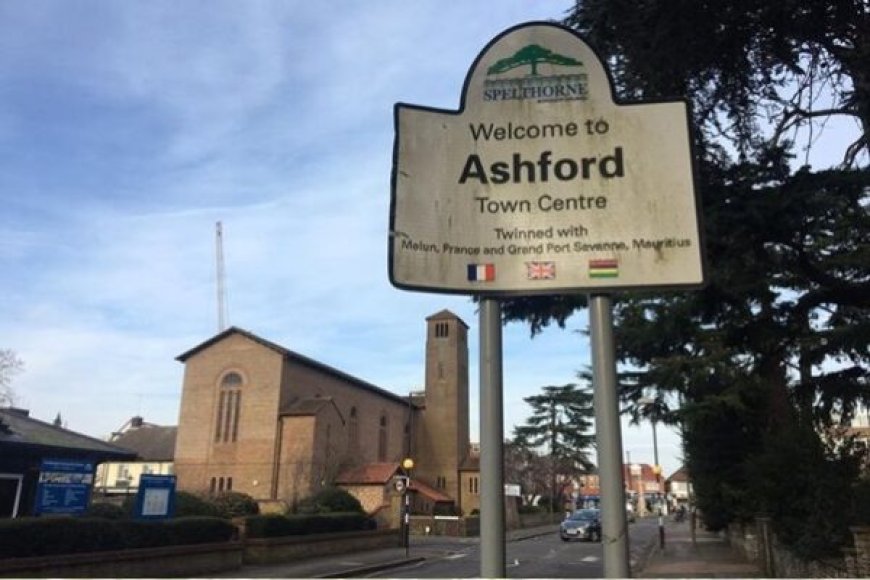 SPELTHORNE
Welcome to
Ashford
Town Centre
Twinned with
Melun, France and Grand Port Savanne, Mauritius